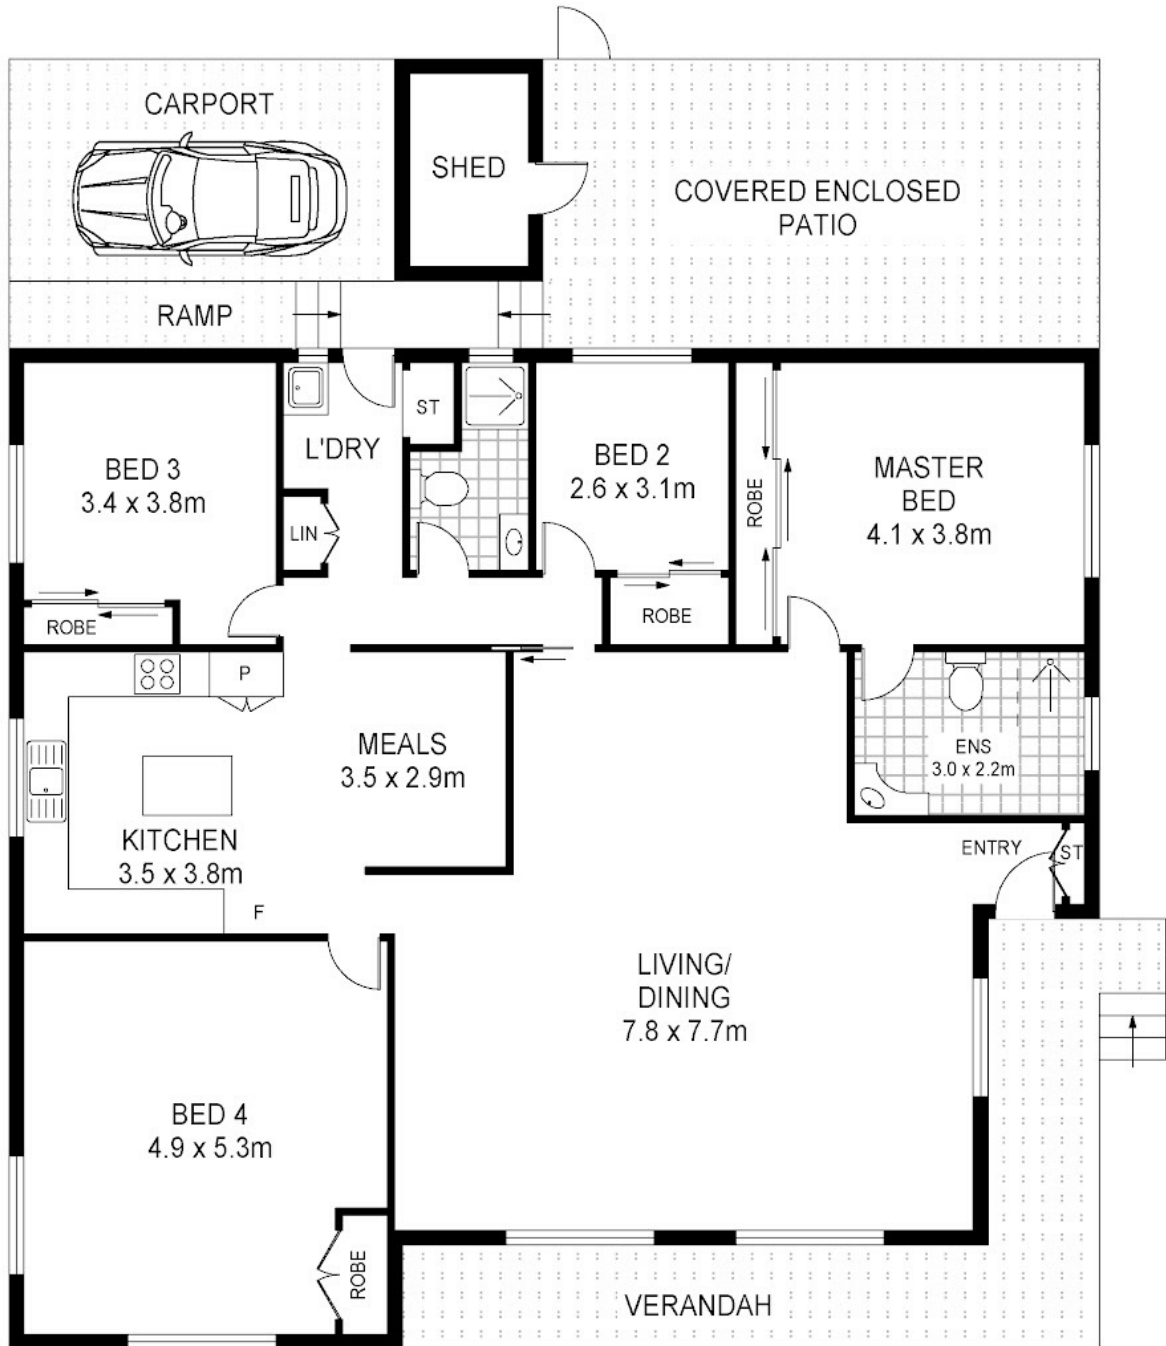 CARPORT
SHED
COVERED ENCLOSED
PATIO
RAMP
BED 3
3.4 x 3.8m
ROBE
L'DRY
LIN
ST
BED 2
2.6 x 3.1m
ROBE
ROBE
MASTER
BED
4.1 x 3.8m
P
MEALS
3.5 x 2.9m
KITCHEN
3.5 x 3.8m
F
ENS
3.0 x 2.2m
ENTRY
ST
LIVING/
DINING
7.8 x 7.7m
BED 4
4.9 x 5.3m
ROBE
VERANDAH